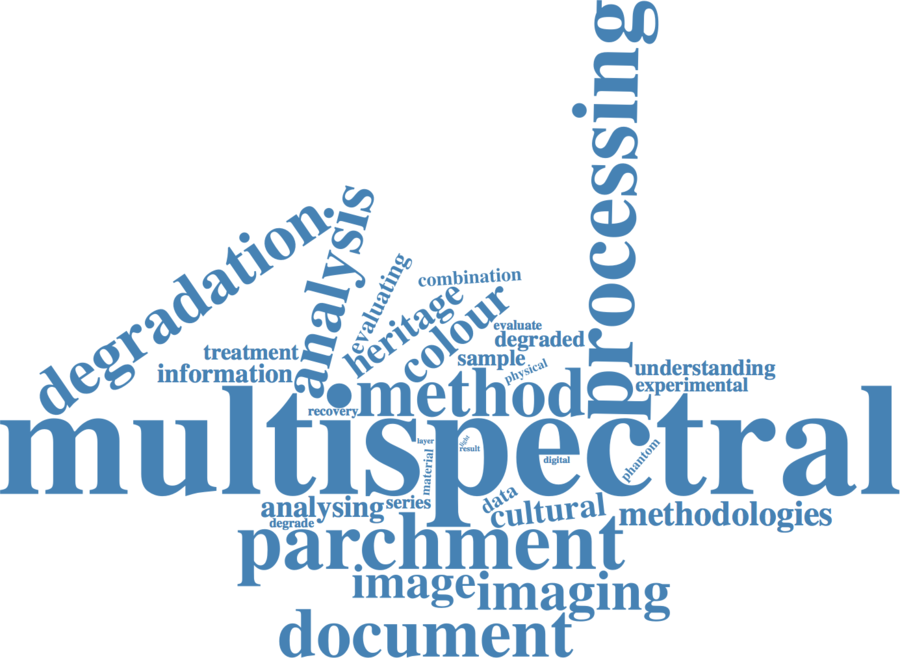 processing
degradation
analysis
evaluating
combination
heritage
colour
evaluate
degraded
treatment
sample
information
physical
understanding
experimental
method
recovery
multispectral
layer
light
result
digital
material
phantom
data
analysing
series
cultural
methodologies
degrade
parchment
image
imaging
document